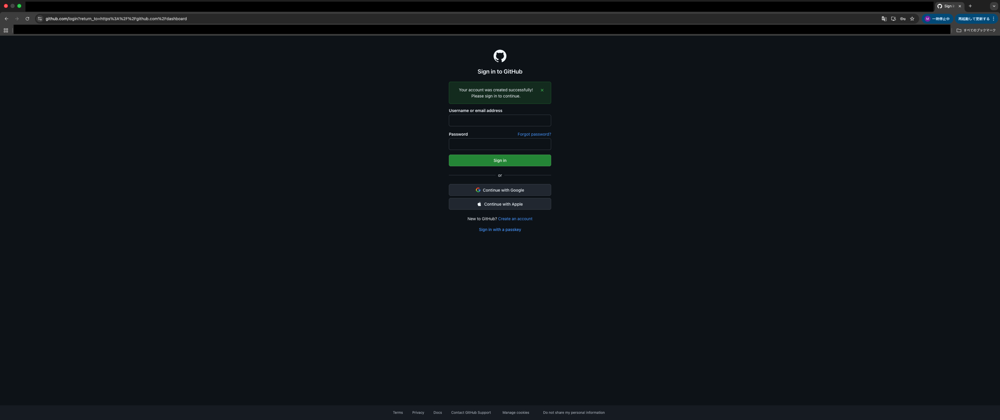 Sign in
github.com/login?return_to=https%3A%2F%2Fgithub.com%2Fdashboard
M 一時停止中
再起動して更新する
すべてのブックマーク
Sign in to GitHub
Your account was created successfully!
Please sign in to continue.
Username or email address
Password Forgot password?
Sign in
or
Continue with Google
Continue with Apple
New to GitHub? Create an account
Sign in with a passkey
Terms Privacy Docs Contact GitHub Support Manage cookies Do not share my personal information